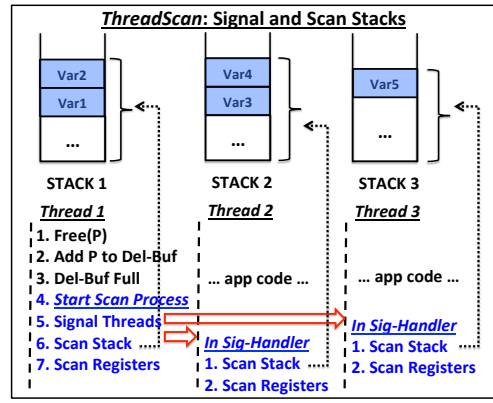 ThreadScan: Signal and Scan Stacks
Var2
Var1
...
Var4
Var3
...
Var5
...
STACK 1
STACK 2
STACK 3
Thread 1
Thread 2
Thread 3
1. Free(P)
2. Add P to Del-Buf
3. Del-Buf Full
4. Start Scan Process
5. Signal Threads
6. Scan Stack
7. Scan Registers
... app code ...
In Sig-Handler
1. Scan Stack
2. Scan Registers
... app code ...
In Sig-Handler
1. Scan Stack
2. Scan Registers